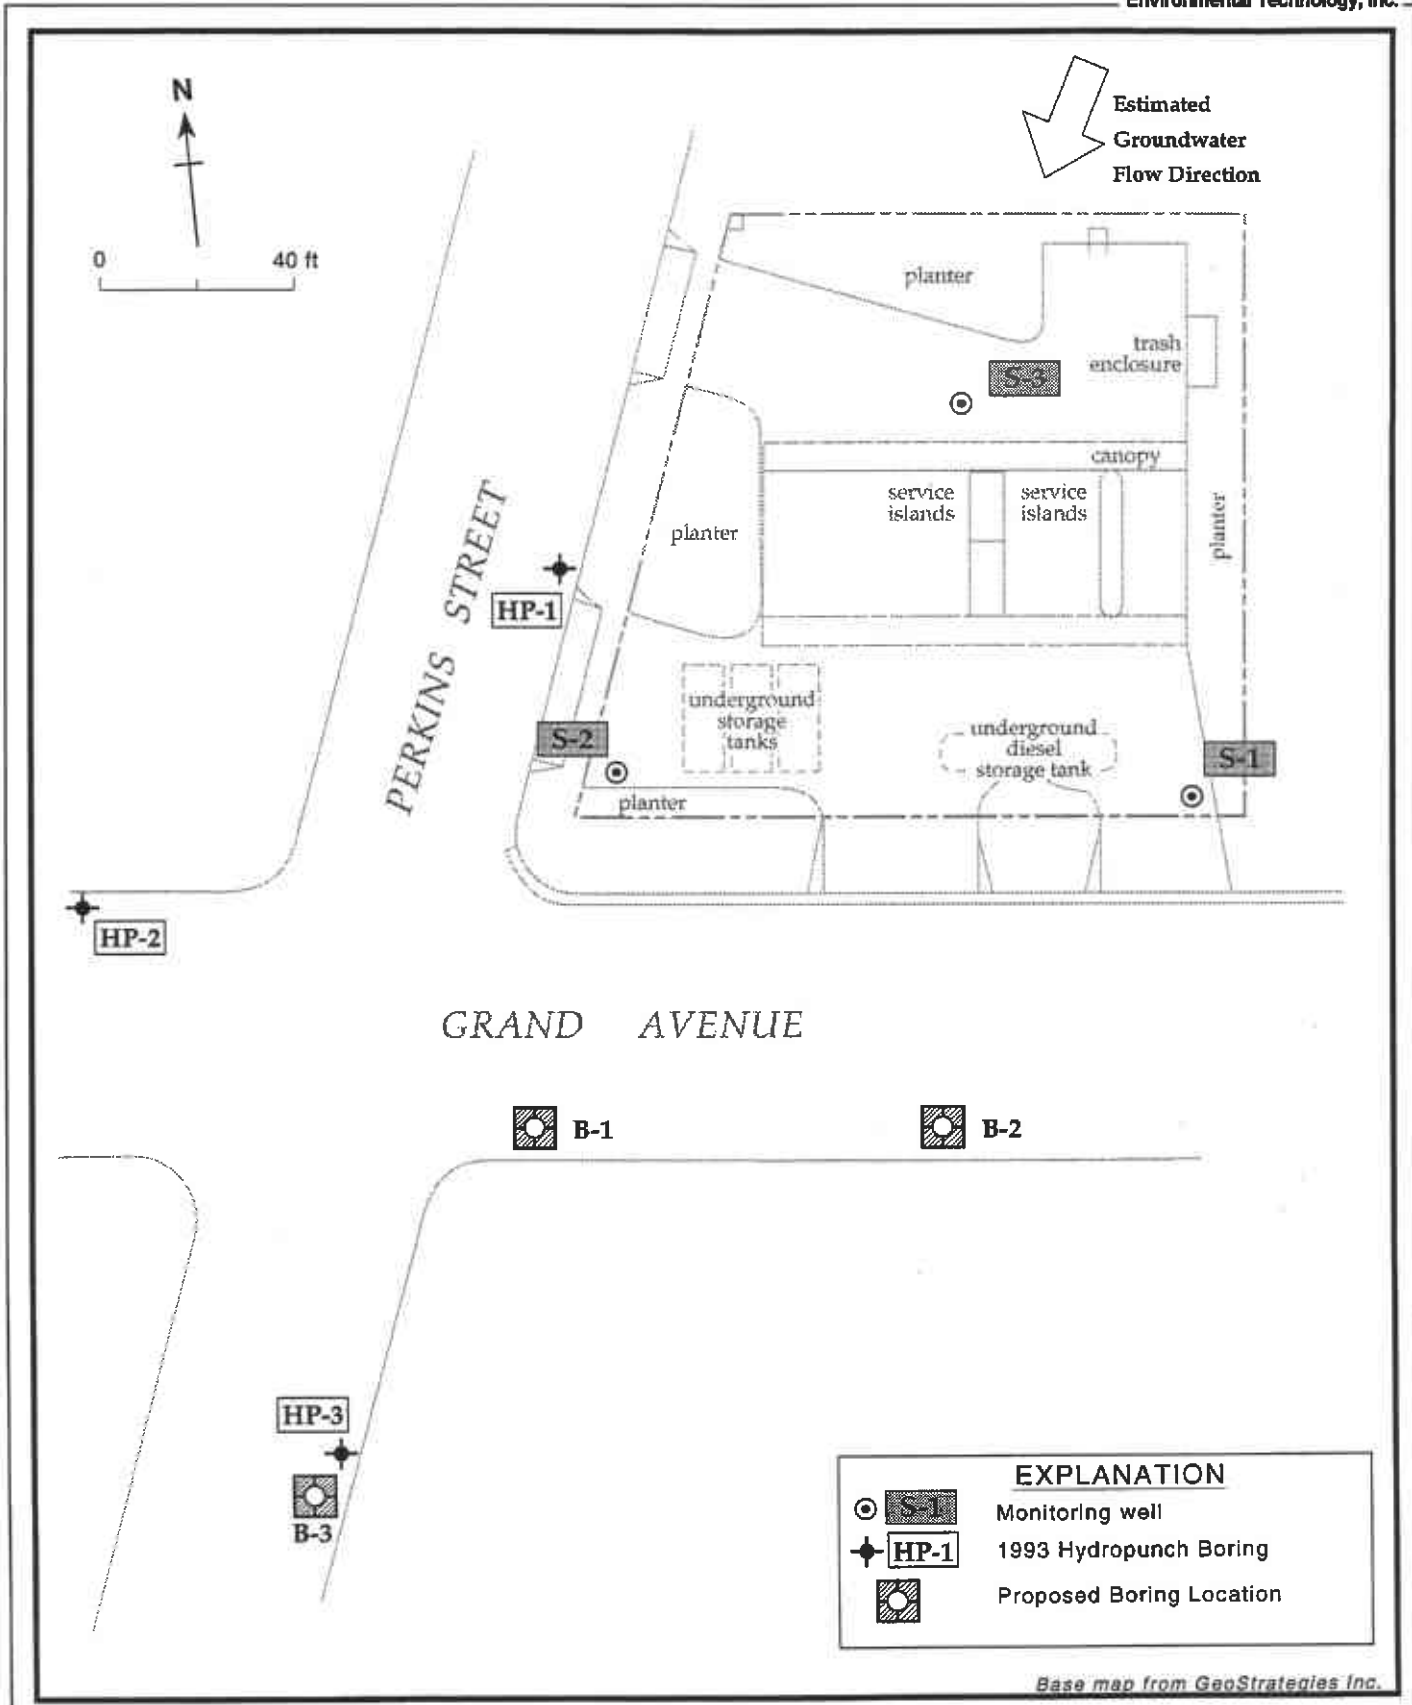 Environmental Technology, Inc.
N
0 40 ft
Estimated
Groundwater
Flow Direction
planter
trash
enclosure
S-3
canopy
service
islands
service
islands
planter
planter
HP-1
PERKINS STREET
underground
storage
tanks
S-2
underground
diesel
storage tank
S-1
planter
HP-2
GRAND AVENUE
B-1
B-2
HP-3
B-3
EXPLANATION
S-1 Monitoring well
HP-1 1993 Hydropunch Boring
Proposed Boring Location
Base map from GeoStrategies Inc.